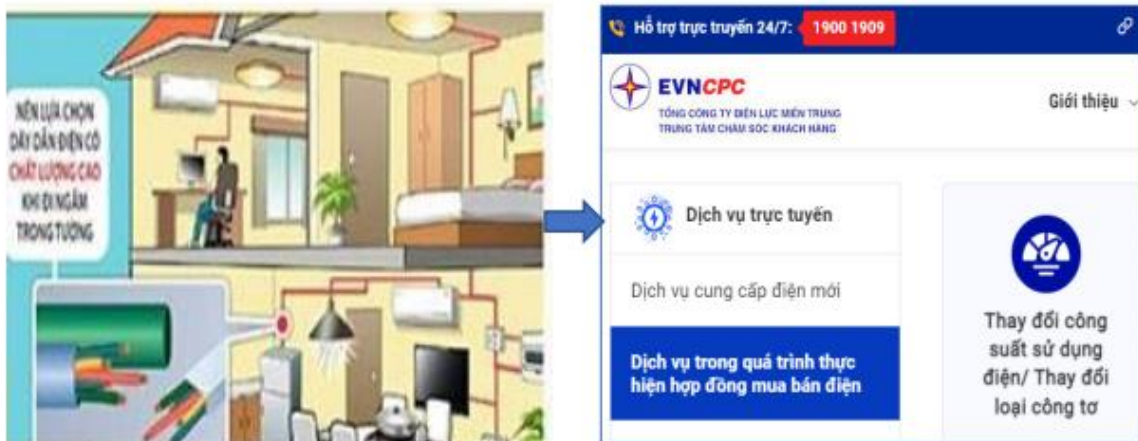 NÊN LỰA CHỌN
DÂY DẪN ĐIỆN CÓ
CHẤT LƯỢNG CAO
KHI ĐI NGẦM
TRONG TƯỜNG
Hỗ trợ trực truyến 24/7: 1900 1909
EVNCPC
TỔNG CÔNG TY ĐIỆN LỰC MIỀN TRUNG
TRUNG TÂM CHĂM SÓC KHÁCH HÀNG
Giới thiệu
Dịch vụ trực tuyến
Dịch vụ cung cấp điện mới
Dịch vụ trong quá trình thực
hiện hợp đồng mua bán điện
Thay đổi công
suất sử dụng
điện/ Thay đổi
loại công tơ